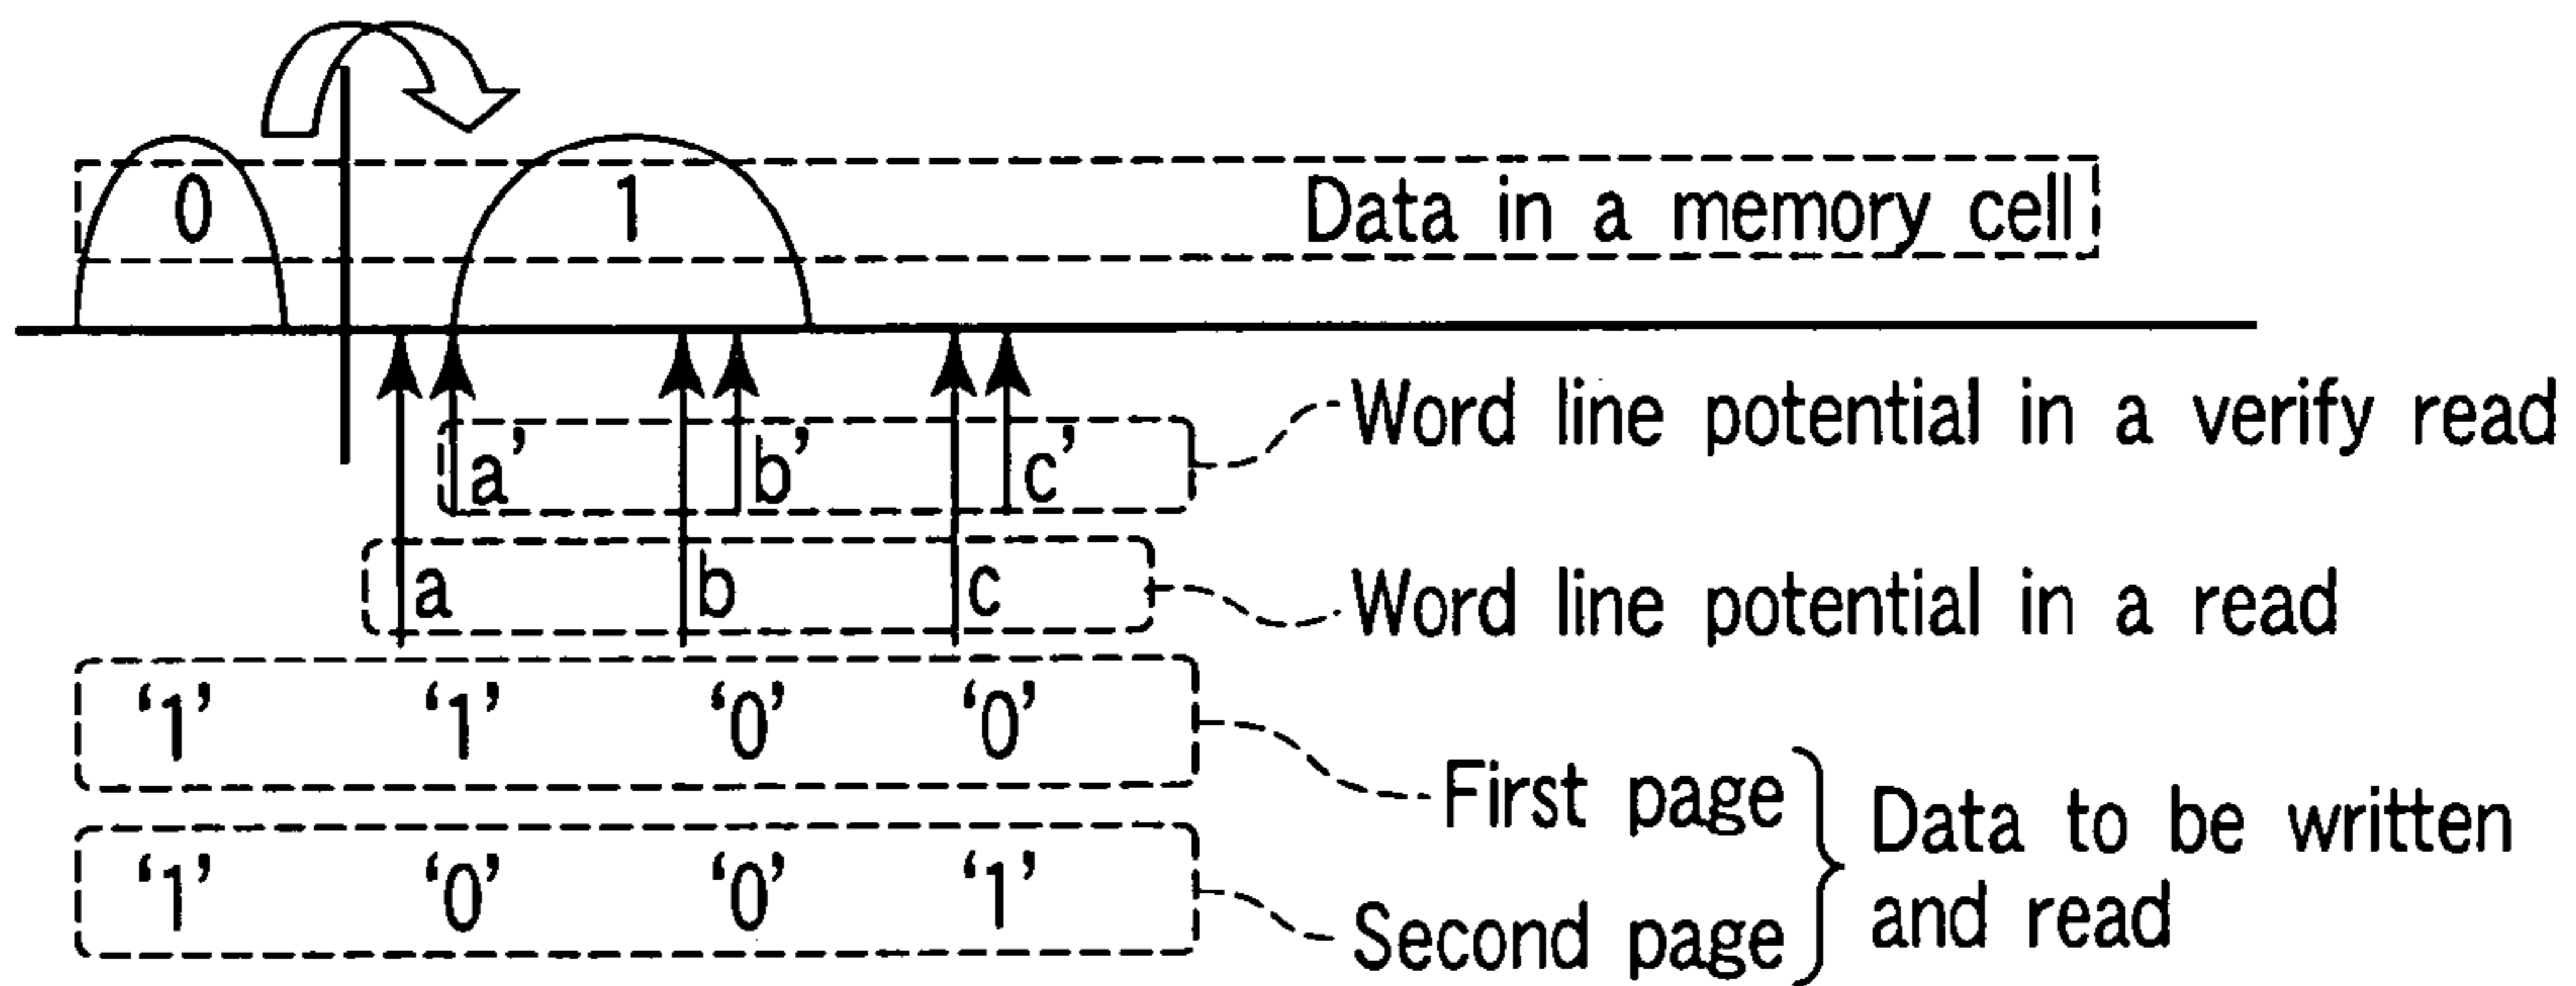 0 1 Data in a memory cell
a’ b’ c’ Word line potential in a verify read
a b c Word line potential in a read
‘1’ ‘1’ ‘0’ ‘0’
First page
‘1’ ‘0’ ‘0’ ‘1’
Second page
Data to be written
and read